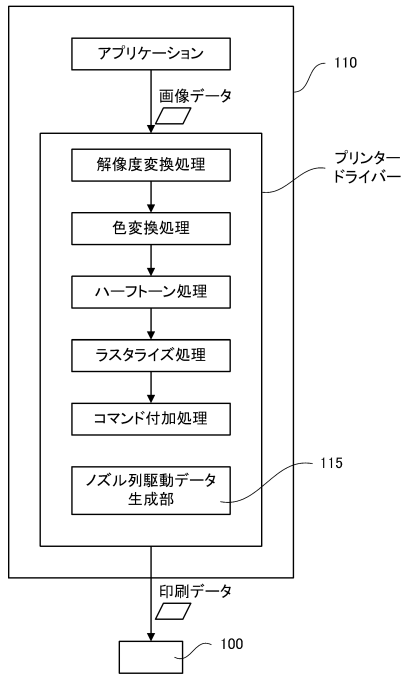 アプリケーション
110
画像データ
解像度変換処理
プリンター
ドライバー
色変換処理
ハーフトーン処理
ラスタライズ処理
コマンド付加処理
ノズル列駆動データ
生成部
115
印刷データ
100